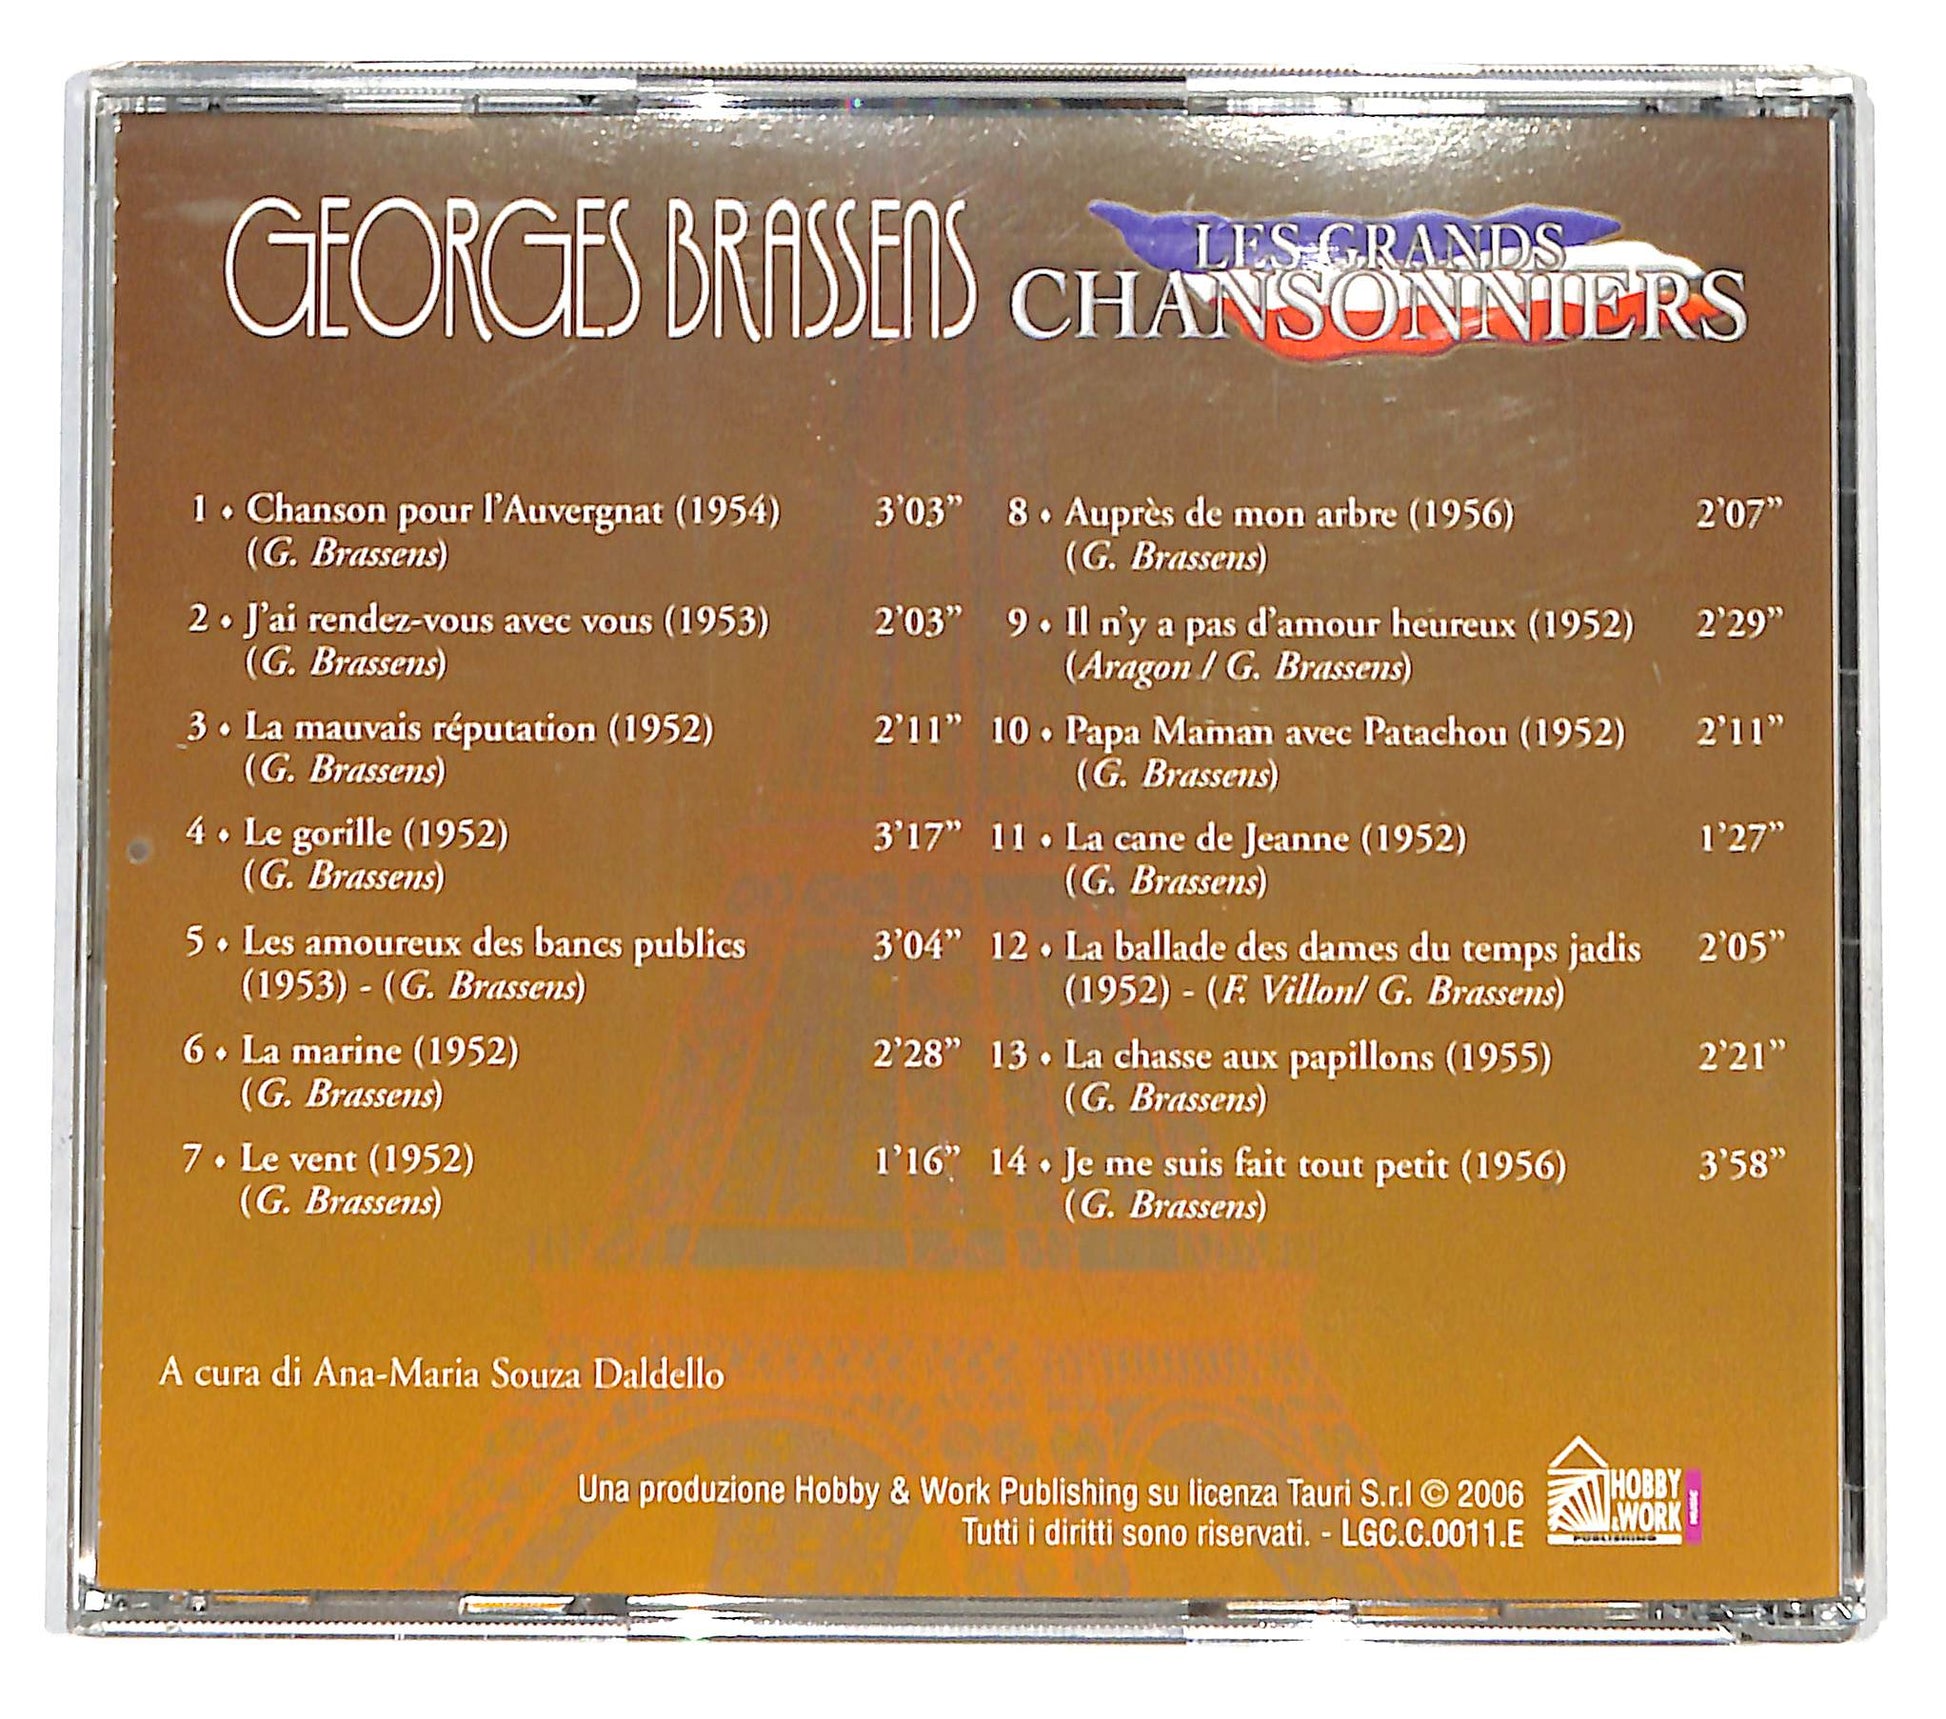 GEORGES BRASSENS
LES GRANDS
CHANSONNIERS
1 • Chanson pour l’Auvergnat (1954) 3’03”
(G. Brassens)
2 • J’ai rendez-vous avec vous (1953) 2’03”
(G. Brassens)
3 • La mauvais réputation (1952) 2’11”
(G. Brassens)
4 • Le gorille (1952) 3’17”
(G. Brassens)
5 • Les amoureux des bancs publics 3’04”
(1953) - (G. Brassens)
6 • La marine (1952) 2’28”
(G. Brassens)
7 • Le vent (1952) 1’16”
(G. Brassens)
8 • Auprès de mon arbre (1956) 2’07”
(G. Brassens)
9 • Il n’y a pas d’amour heureux (1952) 2’29”
(Aragon / G. Brassens)
10 • Papa Maman avec Patachou (1952) 2’11”
(G. Brassens)
11 • La cane de Jeanne (1952) 1’27”
(G. Brassens)
12 • La ballade des dames du temps jadis 2’05”
(1952) - (F. Villon/ G. Brassens)
13 • La chasse aux papillons (1955) 2’21”
(G. Brassens)
14 • Je me suis fait tout petit (1956) 3’58”
(G. Brassens)
A cura di Ana-Maria Souza Daldello
Una produzione Hobby & Work Publishing su licenza Tauri S.r.l © 2006
Tutti i diritti sono riservati. - LGC.C.0011.E
HOBBY
&WORK
PUBLISHING